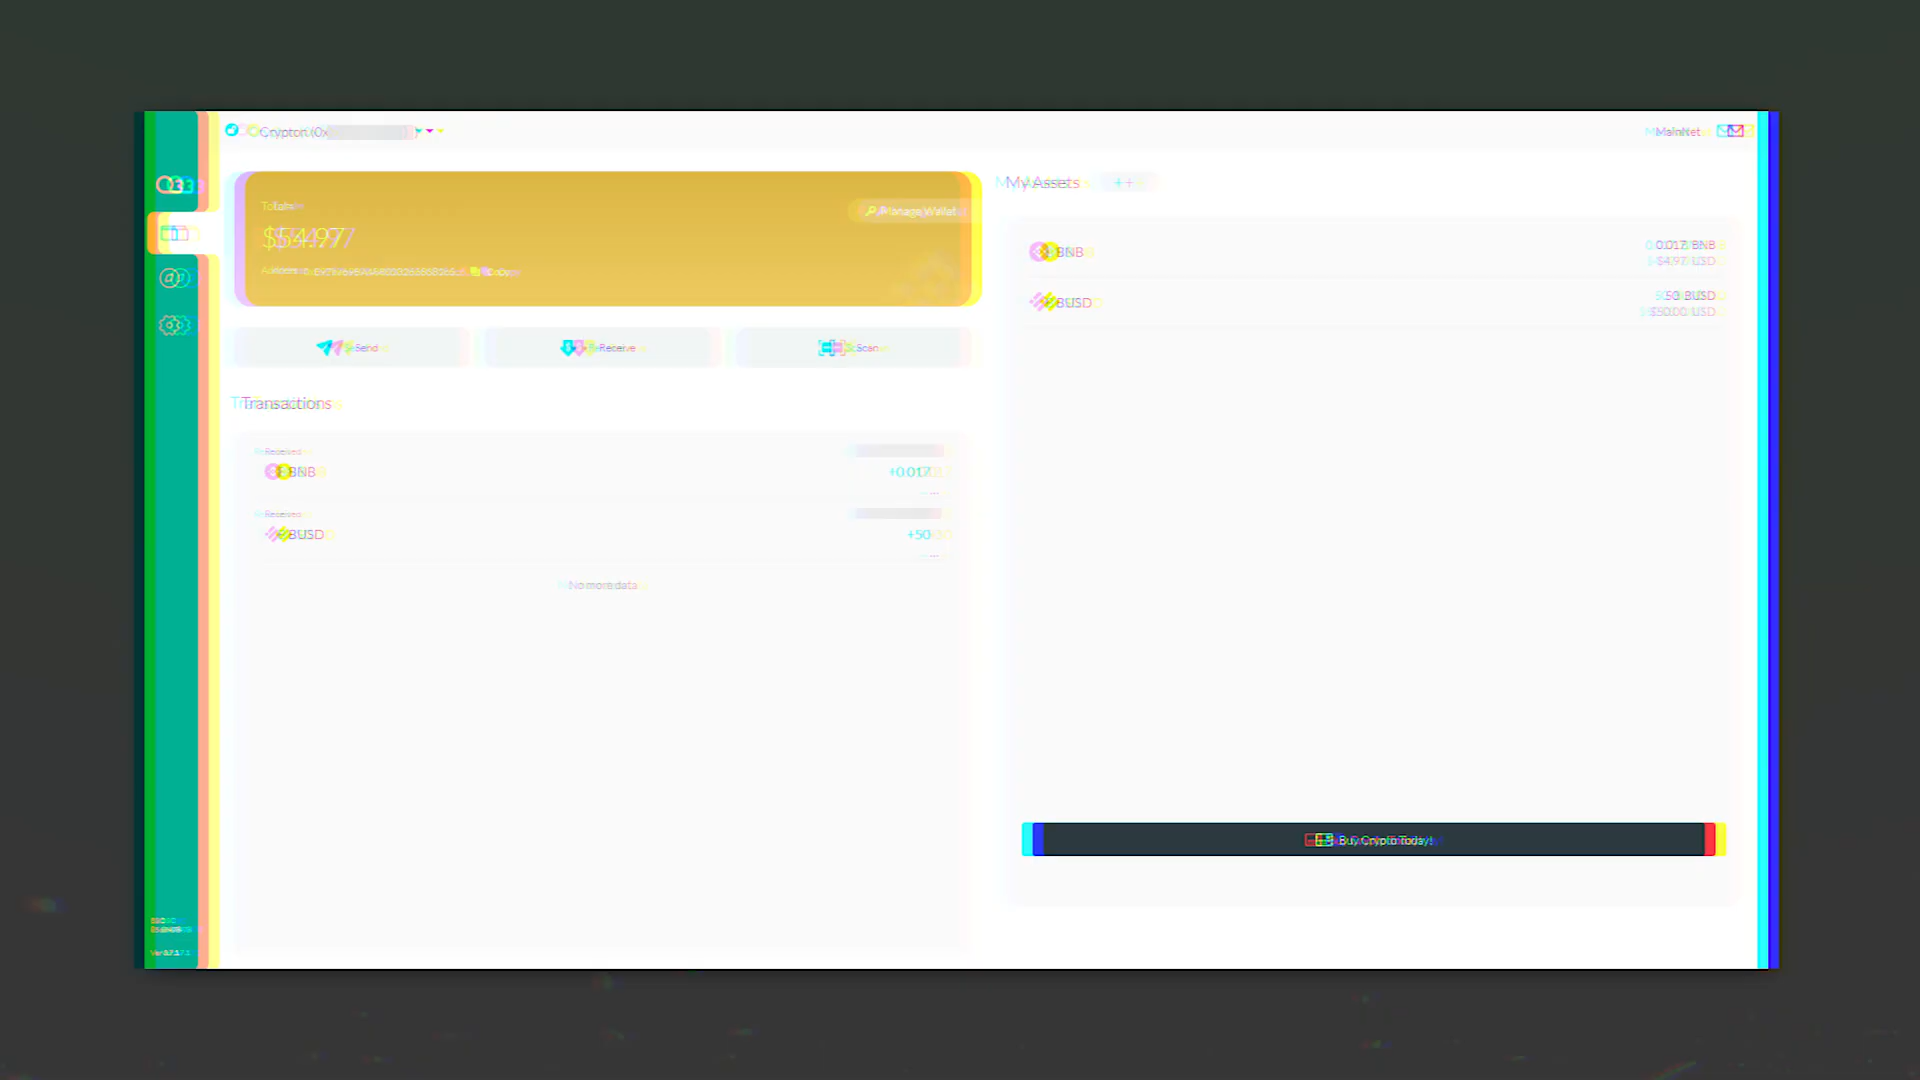 Crypton (0x
MainNet
$54.97
Manage Wallet
Copy
Send
Receive
Scan
Transactions
Received
BNB
+0.017
Received
BUSD
+50
No more data
My Assets
+
BNB
0.017 BNB
$4.97 USD
BUSD
50 BUSD
$50.00 USD
Buy Crypto Today!